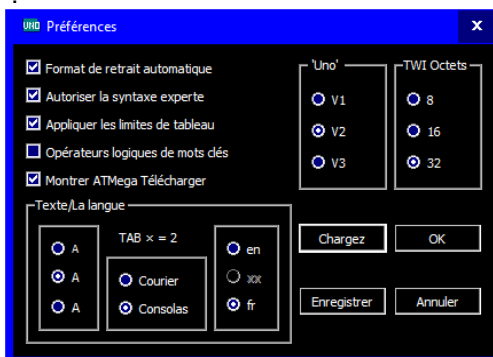 UNO Préférences x
Format de retrait automatique
Autoriser la syntaxe experte
Appliquer les limites de tableau
Opérateurs logiques de mots clés
Montrer ATMega Télécharger
'Uno'
V1
V2
V3
TWI Octets
8
16
32
Texte/La langue
A
A
A
TAB × = 2
Courier
Consolas
en
xx
fr
Chargez
OK
Enregistrer
Annuler